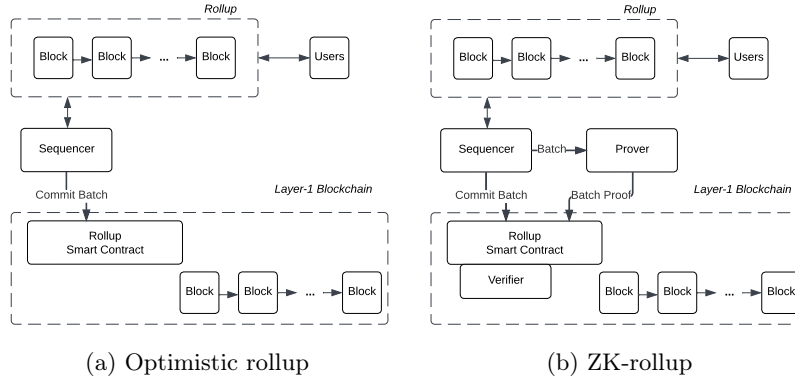 Rollup
Block
Block
...
Block
Users
Sequencer
Commit Batch
Layer-1 Blockchain
Rollup
Smart Contract
Block
Block
...
Block
(a) Optimistic rollup
Rollup
Block
Block
...
Block
Users
Sequencer
Batch
Prover
Commit Batch
Batch Proof
Layer-1 Blockchain
Rollup
Smart Contract
Verifier
Block
Block
...
Block
(b) ZK-rollup